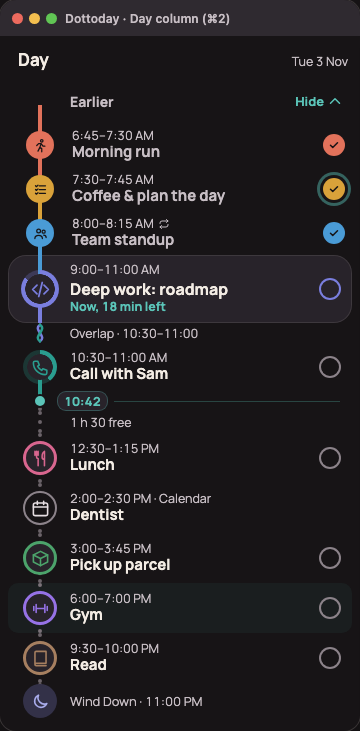 Dottoday · Day column (⌘2)
Day
Tue 3 Nov
Earlier
Hide
6:45–7:30 AM
Morning run
7:30–7:45 AM
Coffee & plan the day
8:00–8:15 AM
Team standup
9:00–11:00 AM
Deep work: roadmap
Now, 18 min left
Overlap · 10:30–11:00
10:30–11:00 AM
Call with Sam
10:42
1 h 30 free
12:30–1:15 PM
Lunch
2:00–2:30 PM · Calendar
Dentist
3:00–3:45 PM
Pick up parcel
6:00–7:00 PM
Gym
9:30–10:00 PM
Read
Wind Down · 11:00 PM